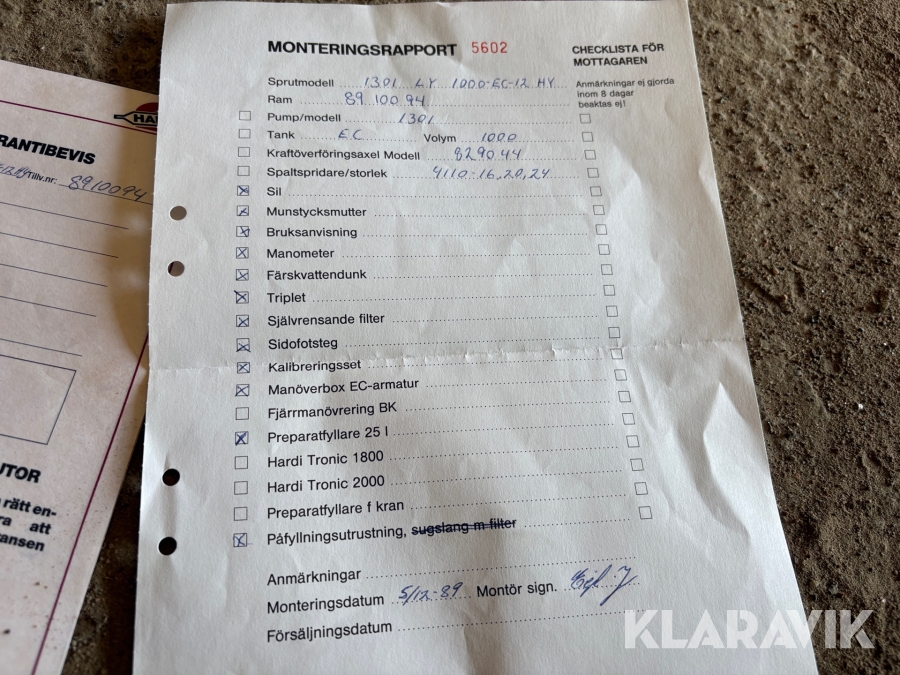 MONTERINGSRAPPORT 5602
CHECKLISTA FÖR
MOTTAGAREN
Anmärkningar ej gjorda
inom 8 dagar
beaktas ej!
Sprutmodell 1301 LY 1000-EC-12 HY
Ram 89 100 94
Pump/modell 1301
Tank EC Volym 1000
Kraftöverföringsaxel Modell 829044
Spaltspridare/storlek 4110-16,20,24
Sil
Munstycksmutter
Bruksanvisning
Manometer
Färskvattendunk
Triplet
Självrensande filter
Sidofotsteg
Kalibreringsset
Manöverbox EC-armatur
Fjärrmanövrering BK
Preparatfyllare 25 l
Hardi Tronic 1800
Hardi Tronic 2000
Preparatfyllare f kran
Påfyllningsutrustning, sugslang m filter
Anmärkningar
Monteringsdatum 5/12-89 Montör sign.
Försäljningsdatum
HA
RANTIBEVIS
Tillv.nr: 8910094
UTOR
rätt en-
ra att
ansen
KLARAVIK